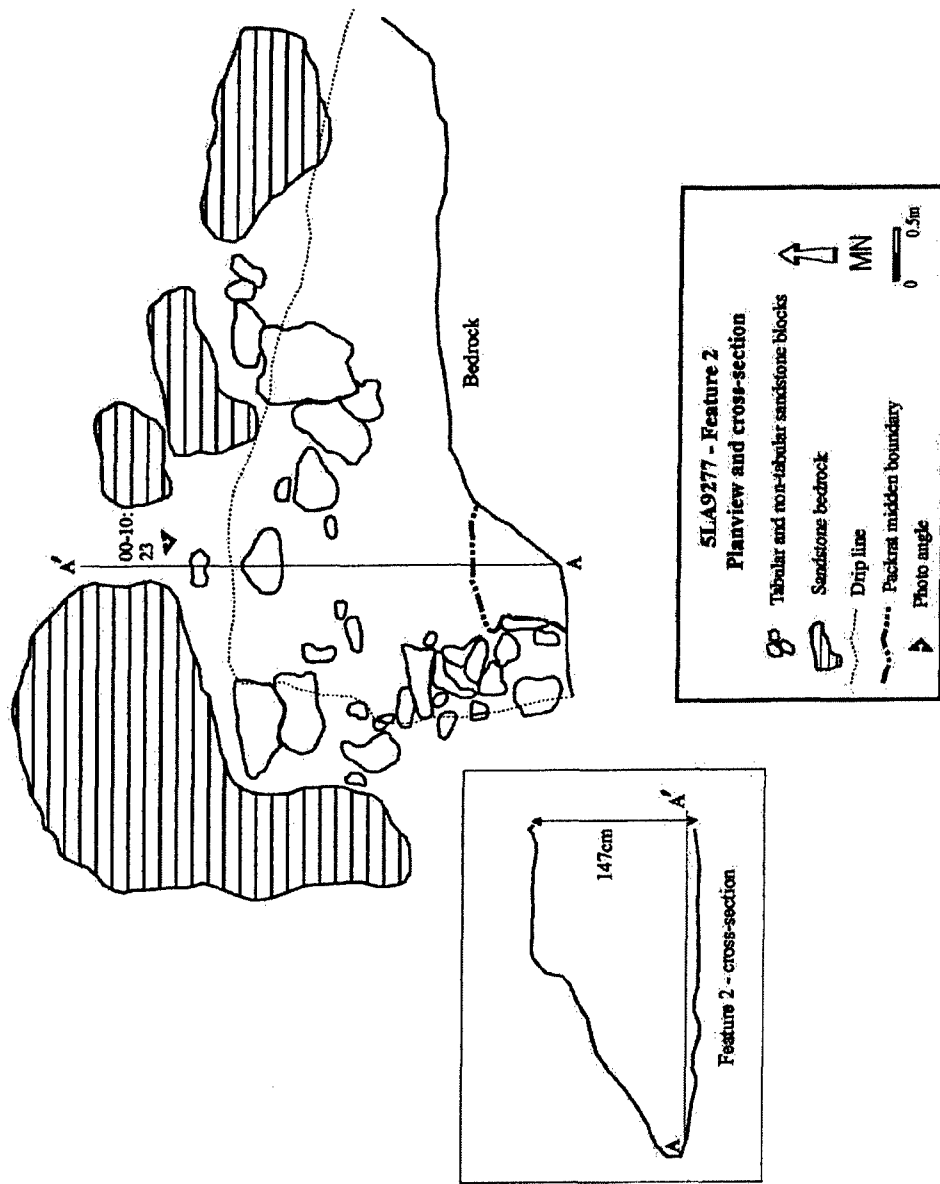 A'
00-10:
23
Bedrock
A
147cm
A
A'
Feature 2 - cross-section
5LA9277 - Feature 2
Planview and cross-section
Tabular and non-tabular sandstone blocks
Sandstone bedrock
Drip line
Packrat midden boundary
Photo angle
MN
0 0.5m